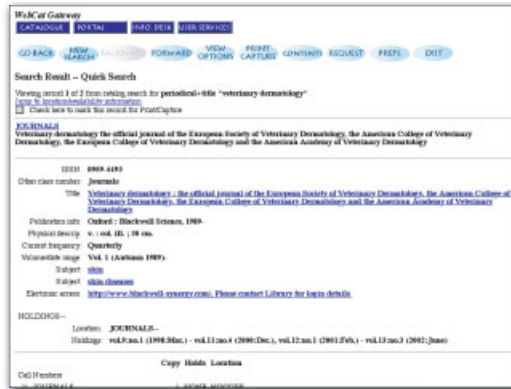 WebCat Gateway
CATALOGUE PORTAL INFO. DESK USER SERVICES
GO BACK NEW SEARCH BACKWARD FORWARD VIEW OPTIONS PRINT CAPTURE CONTENTS REQUEST PREFS EXIT
Search Result -- Quick Search
Viewing record 1 of 2 from catalog search for periodical+title "veterinary dermatology"
Jump to location/availability information
Check here to mark this record for Print/Capture
JOURNALS
Veterinary dermatology the official journal of the European Society of Veterinary Dermatology, the American College of Veterinary
Dermatology, the European College of Veterinary Dermatology and the American Academy of Veterinary Dermatology
ISSN 0959-4493
Other class number Journals
Title Veterinary dermatology : the official journal of the European Society of Veterinary Dermatology, the American College of
Veterinary Dermatology, the European College of Veterinary Dermatology and the American Academy of Veterinary
Dermatology
Publication info Oxford : Blackwell Science, 1989-
Physical descrip v. : col. ill. ; 30 cm.
Current frequency Quarterly
Volume/date range Vol. 1 (Autumn 1989)-
Subject skin
Subject skin diseases
Electronic access http://www.blackwell-synergy.com/. Please contact Library for login details
HOLDINGS--
Location JOURNALS--
Holdings vol.9:no.1 (1998:Mar.) - vol.11:no.4 (2000:Dec.), vol.12:no.1 (2001:Feb.) - vol.13:no.3 (2002:June)
Copy Holds Location
Call Numbers